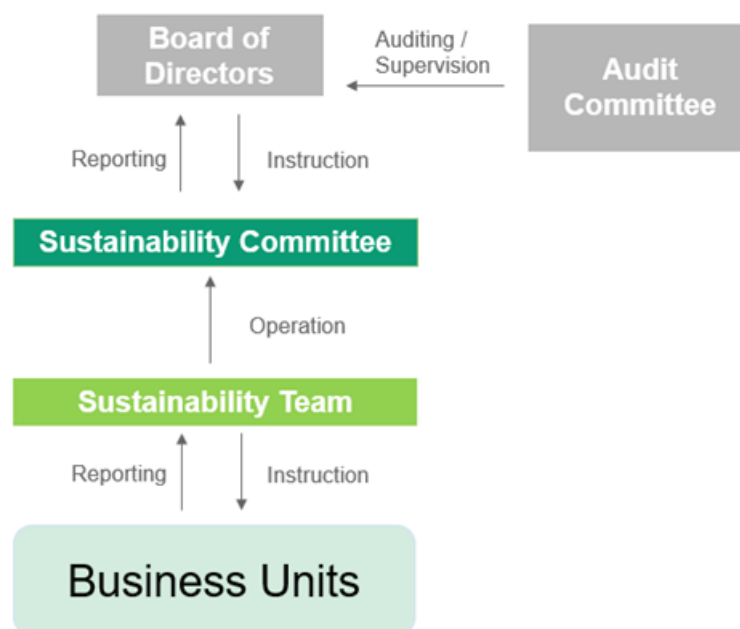 Board of
Directors
Auditing /
Supervision
Audit
Committee
Reporting
Instruction
Sustainability Committee
Operation
Sustainability Team
Reporting
Instruction
Business Units